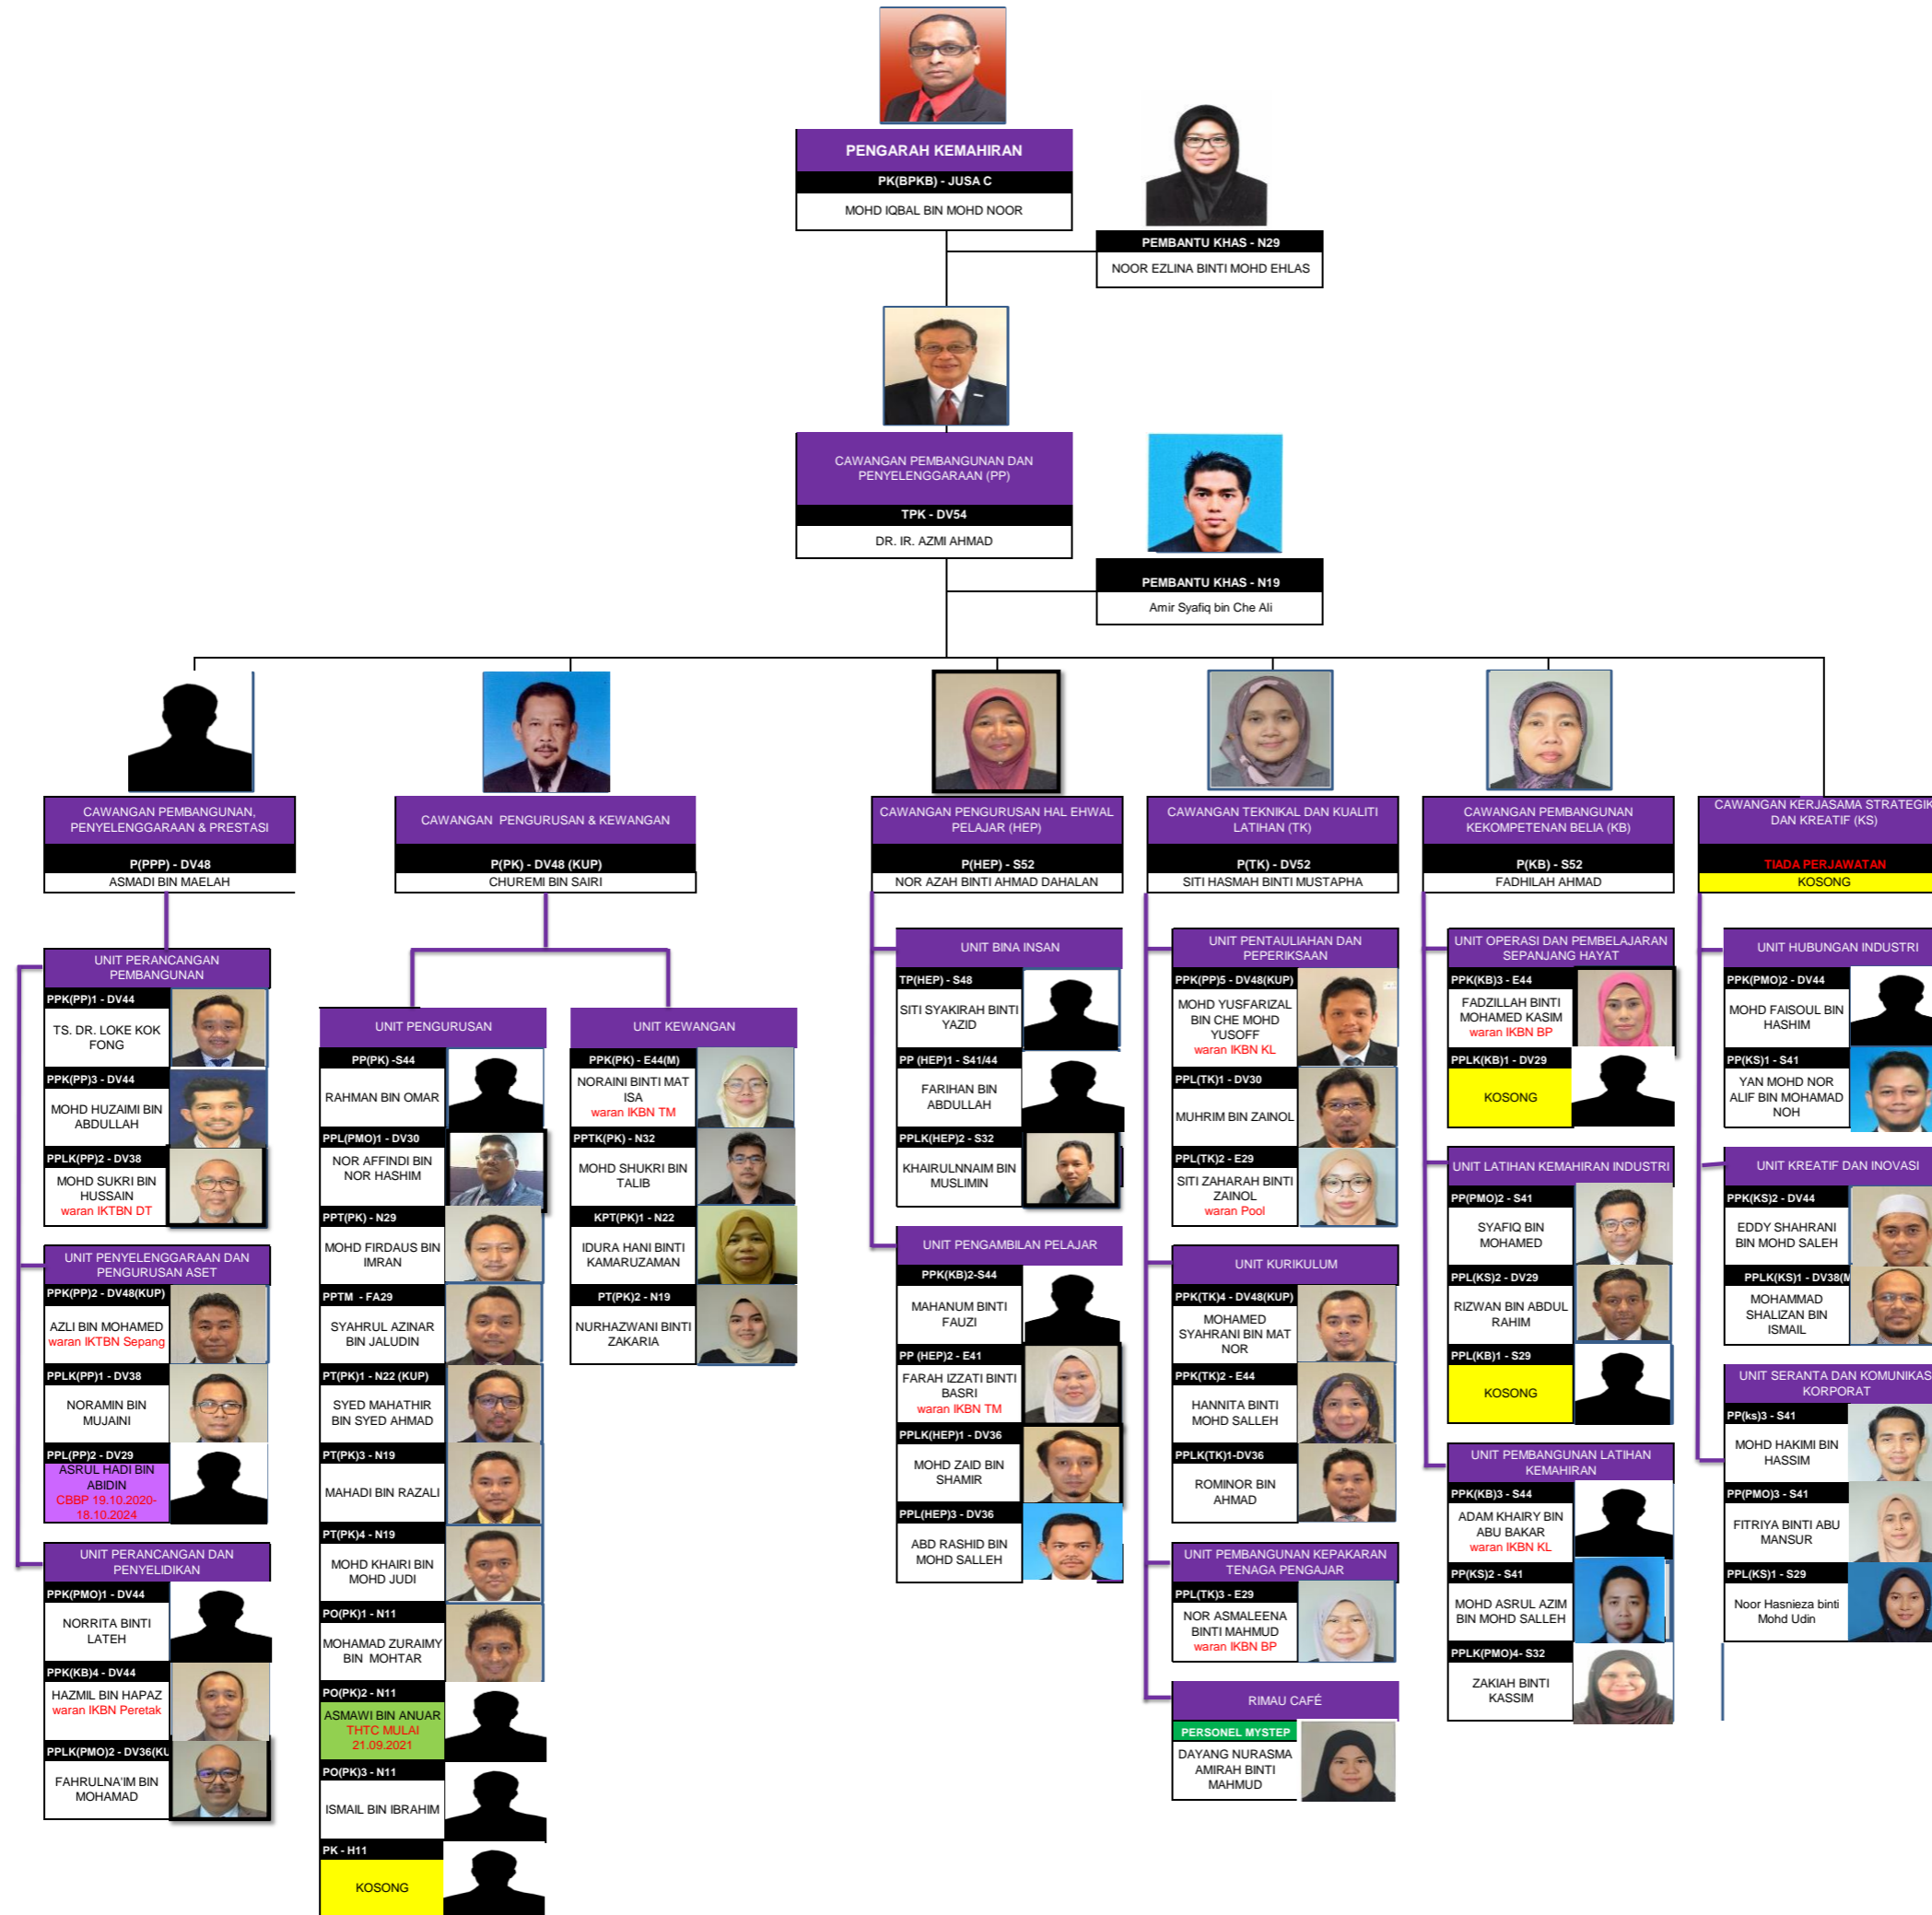 PENGARAH KEMAHIRAN
PK(BPKB) - JUSA C
MOHD IQBAL BIN MOHD NOOR
PEMBANTU KHAS - N29
NOOR EZLINA BINTI MOHD EHLAS
CAWANGAN PEMBANGUNAN DAN
PENYELENGGARAAN (PP)
TPK - DV54
DR. IR. AZMI AHMAD
PEMBANTU KHAS - N19
Amir Syafiq bin Che Ali
CAWANGAN PEMBANGUNAN,
PENYELENGGARAAN & PRESTASI
P(PPP) - DV48
ASMADI BIN MAELAH
UNIT PERANCANGAN
PEMBANGUNAN
PPK(PP)1 - DV44
TS. DR. LOKE KOK
FONG
PPK(PP)3 - DV44
MOHD HUZAIMI BIN
ABDULLAH
PPLK(PP)2 - DV38
MOHD SUKRI BIN
HUSSAIN
waran IKTBN DT
UNIT PENYELENGGARAAN DAN
PENGURUSAN ASET
PPK(PP)2 - DV48(KUP)
AZLI BIN MOHAMED
waran IKTBN Sepang
PPLK(PP)1 - DV38
NORAMIN BIN
MUJAINI
PPL(PP)2 - DV29
ASRUL HADI BIN
ABIDIN
CBBP 19.10.2020-
18.10.2024
UNIT PERANCANGAN DAN
PENYELIDIKAN
PPK(PMO)1 - DV44
NORRITA BINTI
LATEH
PPK(KB)4 - DV44
HAZMIL BIN HAPAZ
waran IKBN Peretak
PPLK(PMO)2 - DV36(KU
FAHRULNA'IM BIN
MOHAMAD
CAWANGAN PENGURUSAN & KEWANGAN
P(PK) - DV48 (KUP)
CHUREMI BIN SAIRI
UNIT PENGURUSAN
PP(PK) -S44
RAHMAN BIN OMAR
PPL(PMO)1 - DV30
NOR AFFINDI BIN
NOR HASHIM
PPT(PK) - N29
MOHD FIRDAUS BIN
IMRAN
PPTM - FA29
SYAHRUL AZINAR
BIN JALUDIN
PT(PK)1 - N22 (KUP)
SYED MAHATHIR
BIN SYED AHMAD
PT(PK)3 - N19
MAHADI BIN RAZALI
PT(PK)4 - N19
MOHD KHAIRI BIN
MOHD JUDI
PO(PK)1 - N11
MOHAMAD ZURAIMY
BIN MOHTAR
PO(PK)2 - N11
ASMAWI BIN ANUAR
THTC MULAI
21.09.2021
PO(PK)3 - N11
ISMAIL BIN IBRAHIM
PK - H11
KOSONG
UNIT KEWANGAN
PPK(PK) - E44(M)
NORAINI BINTI MAT
ISA
waran IKBN TM
PPTK(PK) - N32
MOHD SHUKRI BIN
TALIB
KPT(PK)1 - N22
IDURA HANI BINTI
KAMARUZAMAN
PT(PK)2 - N19
NURHAZWANI BINTI
ZAKARIA
CAWANGAN PENGURUSAN HAL EHWAL
PELAJAR (HEP)
P(HEP) - S52
NOR AZAH BINTI AHMAD DAHALAN
UNIT BINA INSAN
TP(HEP) - S48
SITI SYAKIRAH BINTI
YAZID
PP (HEP)1 - S41/44
FARIHAN BIN
ABDULLAH
PPLK(HEP)2 - S32
KHAIRULNNAIM BIN
MUSLIMIN
UNIT PENGAMBILAN PELAJAR
PPK(KB)2-S44
MAHANUM BINTI
FAUZI
PP (HEP)2 - E41
FARAH IZZATI BINTI
BASRI
waran IKBN TM
PPLK(HEP)1 - DV36
MOHD ZAID BIN
SHAMIR
PPL(HEP)3 - DV36
ABD RASHID BIN
MOHD SALLEH
CAWANGAN TEKNIKAL DAN KUALITI
LATIHAN (TK)
P(TK) - DV52
SITI HASMAH BINTI MUSTAPHA
UNIT PENTAULIAHAN DAN
PEPERIKSAAN
PPK(PP)5 - DV48(KUP)
MOHD YUSFARIZAL
BIN CHE MOHD
YUSOFF
waran IKBN KL
PPL(TK)1 - DV30
MUHRIM BIN ZAINOL
PPL(TK)2 - E29
SITI ZAHARAH BINTI
ZAINOL
waran Pool
UNIT KURIKULUM
PPK(TK)4 - DV48(KUP)
MOHAMED
SYAHRANI BIN MAT
NOR
PPK(TK)2 - E44
HANNITA BINTI
MOHD SALLEH
PPLK(TK)1-DV36
ROMINOR BIN
AHMAD
UNIT PEMBANGUNAN KEPAKARAN
TENAGA PENGAJAR
PPL(TK)3 - E29
NOR ASMALEENA
BINTI MAHMUD
waran IKBN BP
RIMAU CAFÉ
PERSONEL MYSTEP
DAYANG NURASMA
AMIRAH BINTI
MAHMUD
CAWANGAN PEMBANGUNAN
KEKOMPETENAN BELIA (KB)
P(KB) - S52
FADHILAH AHMAD
UNIT OPERASI DAN PEMBELAJARAN
SEPANJANG HAYAT
PPK(KB)3 - E44
FADZILLAH BINTI
MOHAMED KASIM
waran IKBN BP
PPLK(KB)1 - DV29
KOSONG
UNIT LATIHAN KEMAHIRAN INDUSTRI
PP(PMO)2 - S41
SYAFIQ BIN
MOHAMED
PPL(KS)2 - DV29
RIZWAN BIN ABDUL
RAHIM
PPL(KB)1 - S29
KOSONG
UNIT PEMBANGUNAN LATIHAN
KEMAHIRAN
PPK(KB)3 - S44
ADAM KHAIRY BIN
ABU BAKAR
waran IKBN KL
PP(KS)2 - S41
MOHD ASRUL AZIM
BIN MOHD SALLEH
PPLK(PMO)4- S32
ZAKIAH BINTI
KASSIM
CAWANGAN KERJASAMA STRATEGIK
DAN KREATIF (KS)
TIADA PERJAWATAN
KOSONG
UNIT HUBUNGAN INDUSTRI
PPK(PMO)2 - DV44
MOHD FAISOUL BIN
HASHIM
PP(KS)1 - S41
YAN MOHD NOR
ALIF BIN MOHAMAD
NOH
UNIT KREATIF DAN INOVASI
PPK(KS)2 - DV44
EDDY SHAHRANI
BIN MOHD SALEH
PPLK(KS)1 - DV38(M
MOHAMMAD
SHALIZAN BIN
ISMAIL
UNIT SERANTA DAN KOMUNIKAS
KORPORAT
PP(ks)3 - S41
MOHD HAKIMI BIN
HASSIM
PP(PMO)3 - S41
FITRIYA BINTI ABU
MANSUR
PPL(KS)1 - S29
Noor Hasnieza binti
Mohd Udin